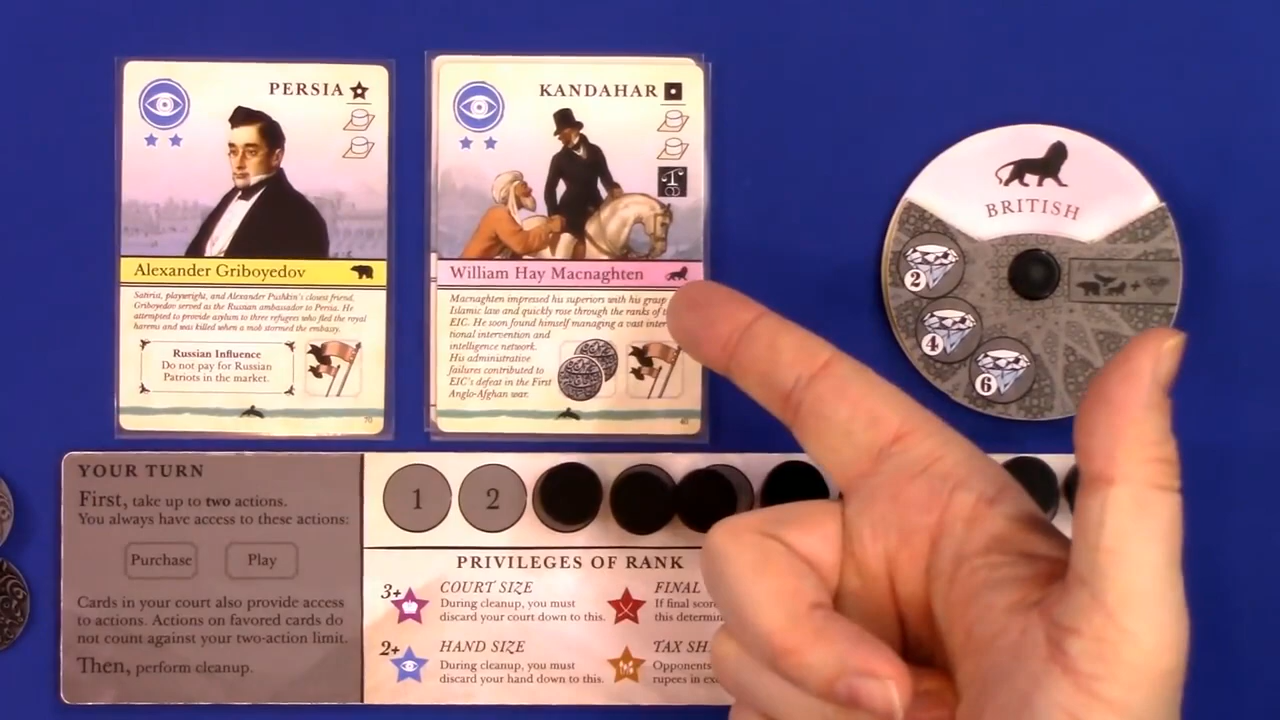 PERSIA
Alexander Griboyedov
Satirist, playwright, and Alexander Pushkin's closest friend,
Griboyedov served as the Russian ambassador to Persia. He
attempted to provide asylum to three refugees who fled the royal
harems and was killed when a mob stormed the embassy.
Russian Influence
Do not pay for Russian
Patriots in the market.
70
KANDAHAR
William Hay Macnaghten
Macnaghten impressed his superiors with his grasp
Islamic law and quickly rose through the ranks of
EIC. He soon found himself managing a vast
tional intervention and
intelligence network.
His administrative
failures contributed to
EIC's defeat in the First
Anglo-Afghan war.
BRITISH
2
4
6
YOUR TURN
First, take up to two actions.
You always have access to these actions:
Purchase
Play
Cards in your court also provide access
to actions. Actions on favored cards do
not count against your two-action limit.
Then, perform cleanup.
1
2
PRIVILEGES OF RANK
3+
COURT SIZE
During cleanup, you must
discard your court down to this.
2+
HAND SIZE
During cleanup, you must
discard your hand down to this.
FINAL
If final
this
TAX
Opponents
rupees in